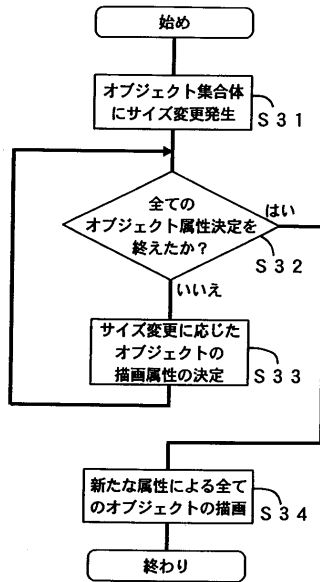 始め
オブジェクト集合体
にサイズ変更発生
S31
全ての
オブジェクト属性決定を
終えたか？
はい
S32
いいえ
サイズ変更に応じた
オブジェクトの
描画属性の決定
S33
新たな属性による全て
のオブジェクトの描画
S34
終わり